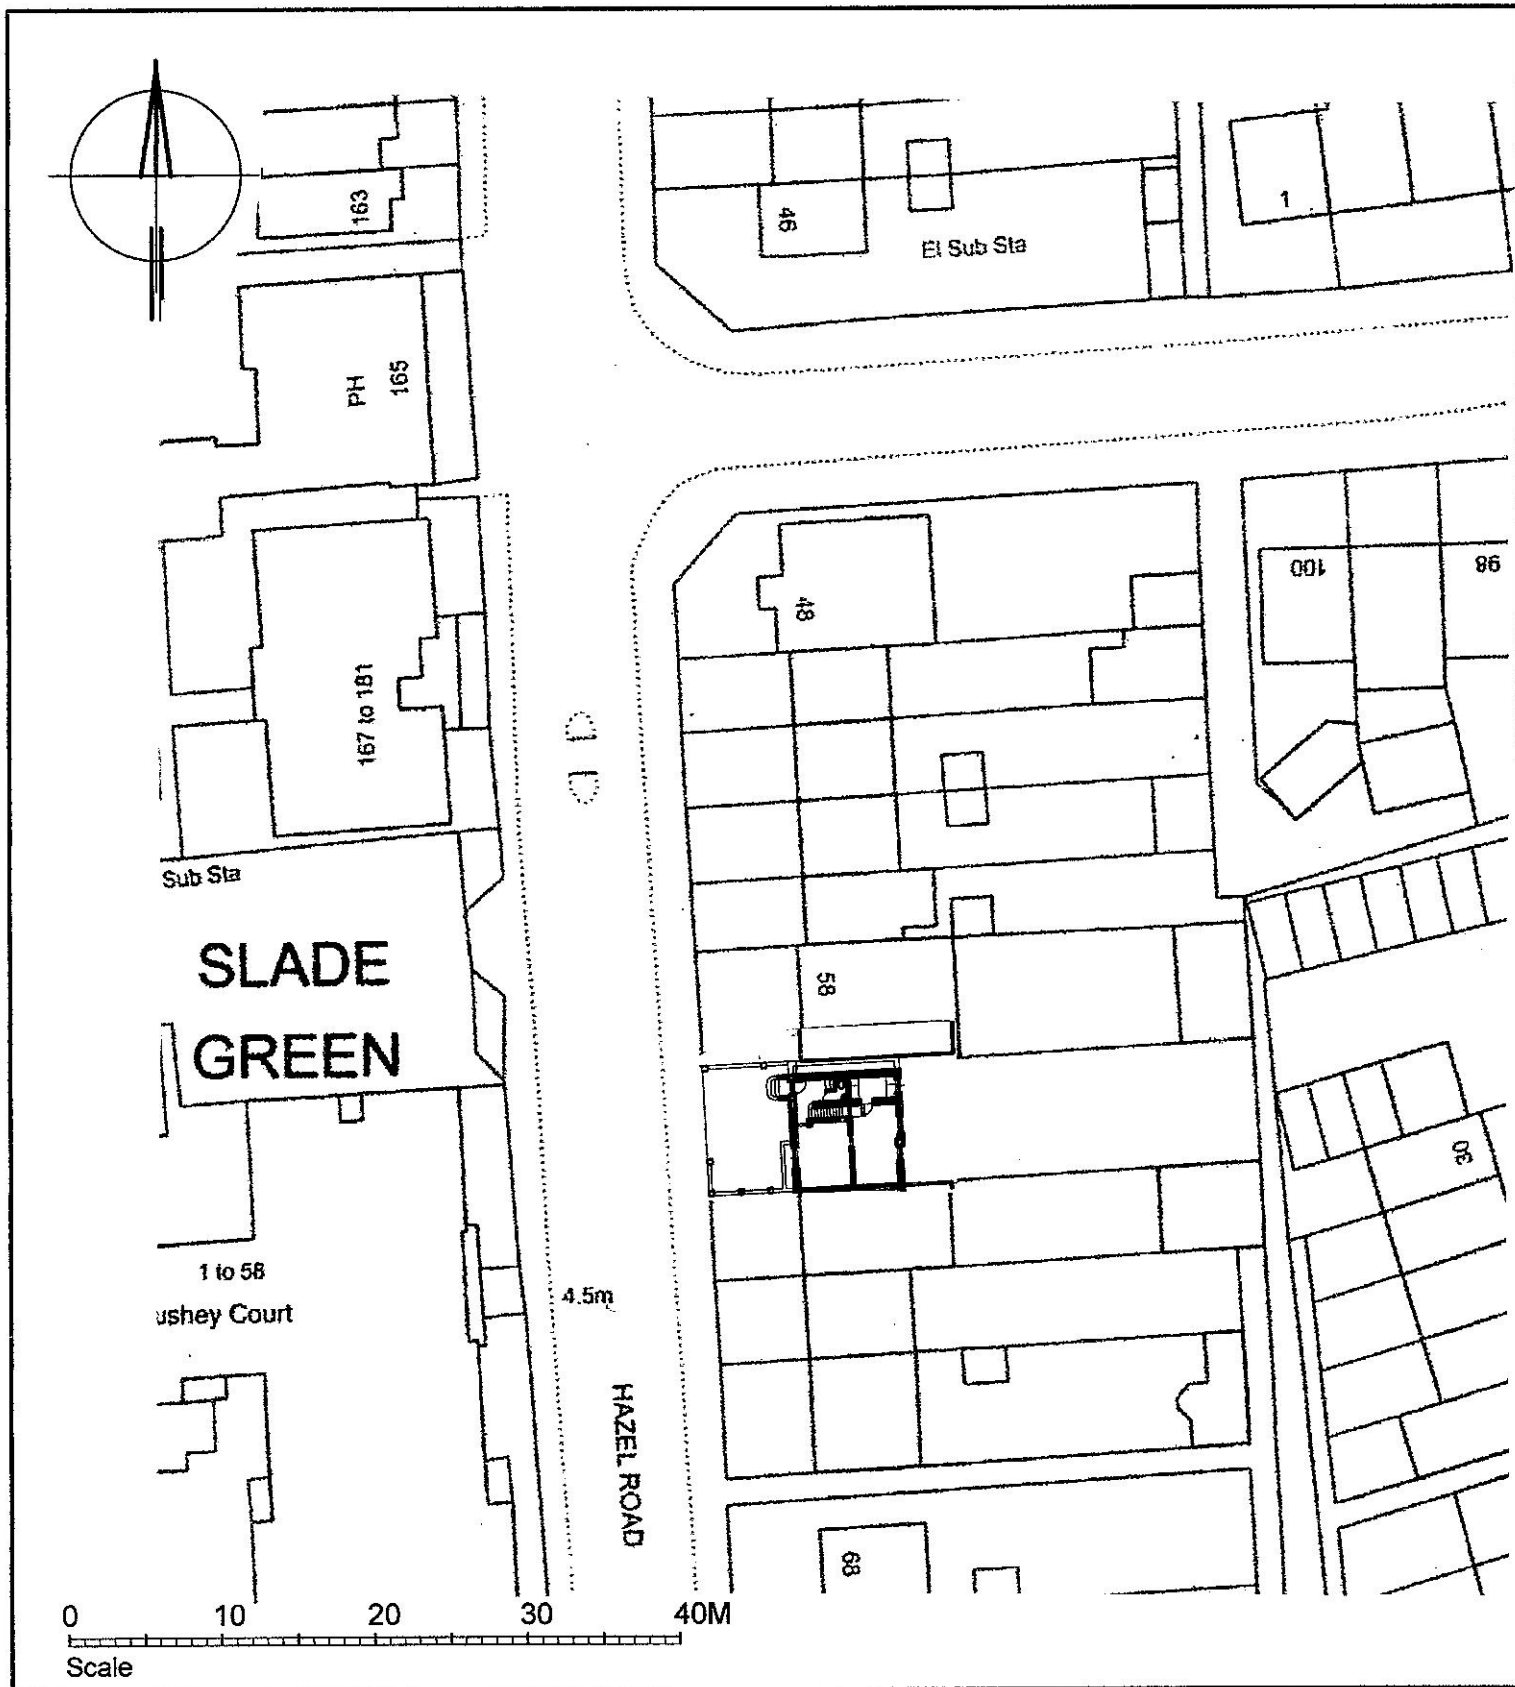 163
46
El Sub Sta
1
PH
165
48
100
98
167 to 181
Sub Sta
SLADE
GREEN
58
30
1 to 58
ushey Court
4.5m
HAZEL ROAD
68
0 10 20 30 40M
Scale